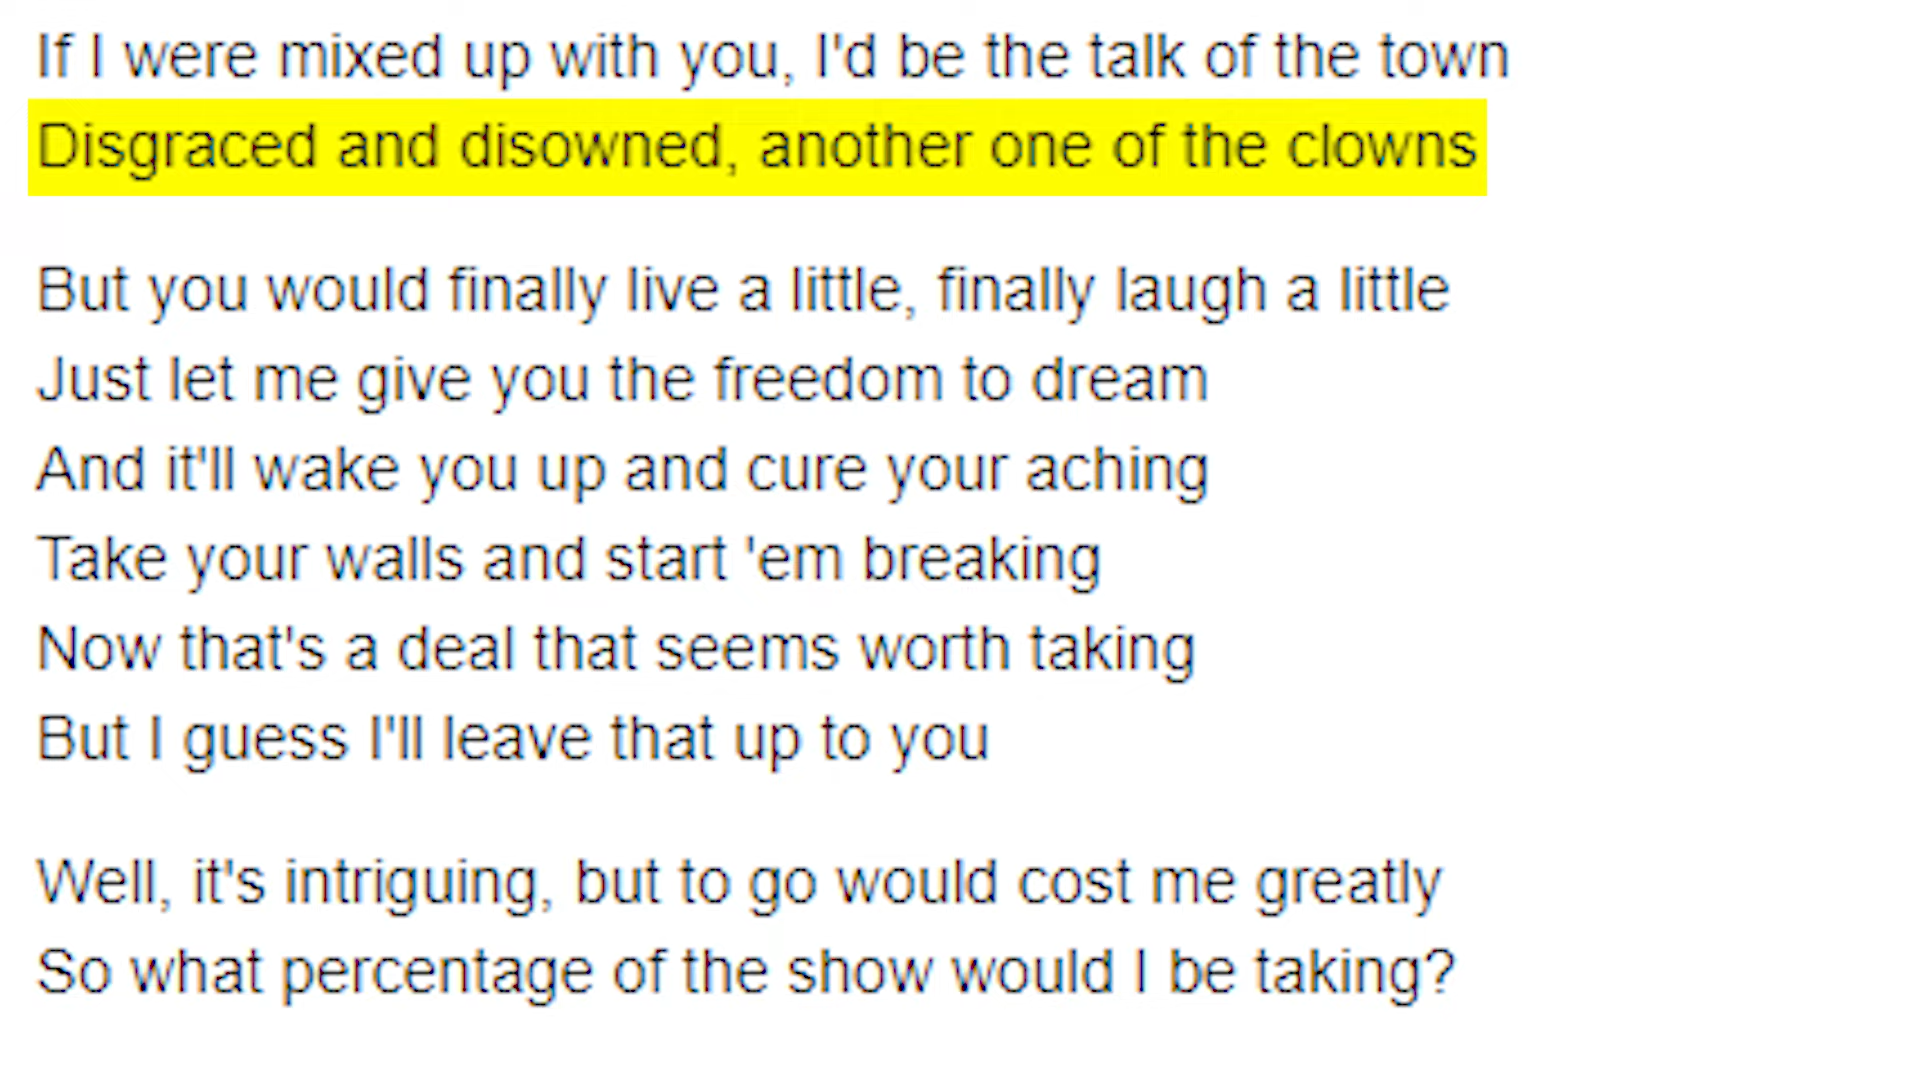 If I were mixed up with you, I'd be the talk of the town
Disgraced and disowned, another one of the clowns
But you would finally live a little, finally laugh a little
Just let me give you the freedom to dream
And it'll wake you up and cure your aching
Take your walls and start 'em breaking
Now that's a deal that seems worth taking
But I guess I'll leave that up to you
Well, it's intriguing, but to go would cost me greatly
So what percentage of the show would I be taking?